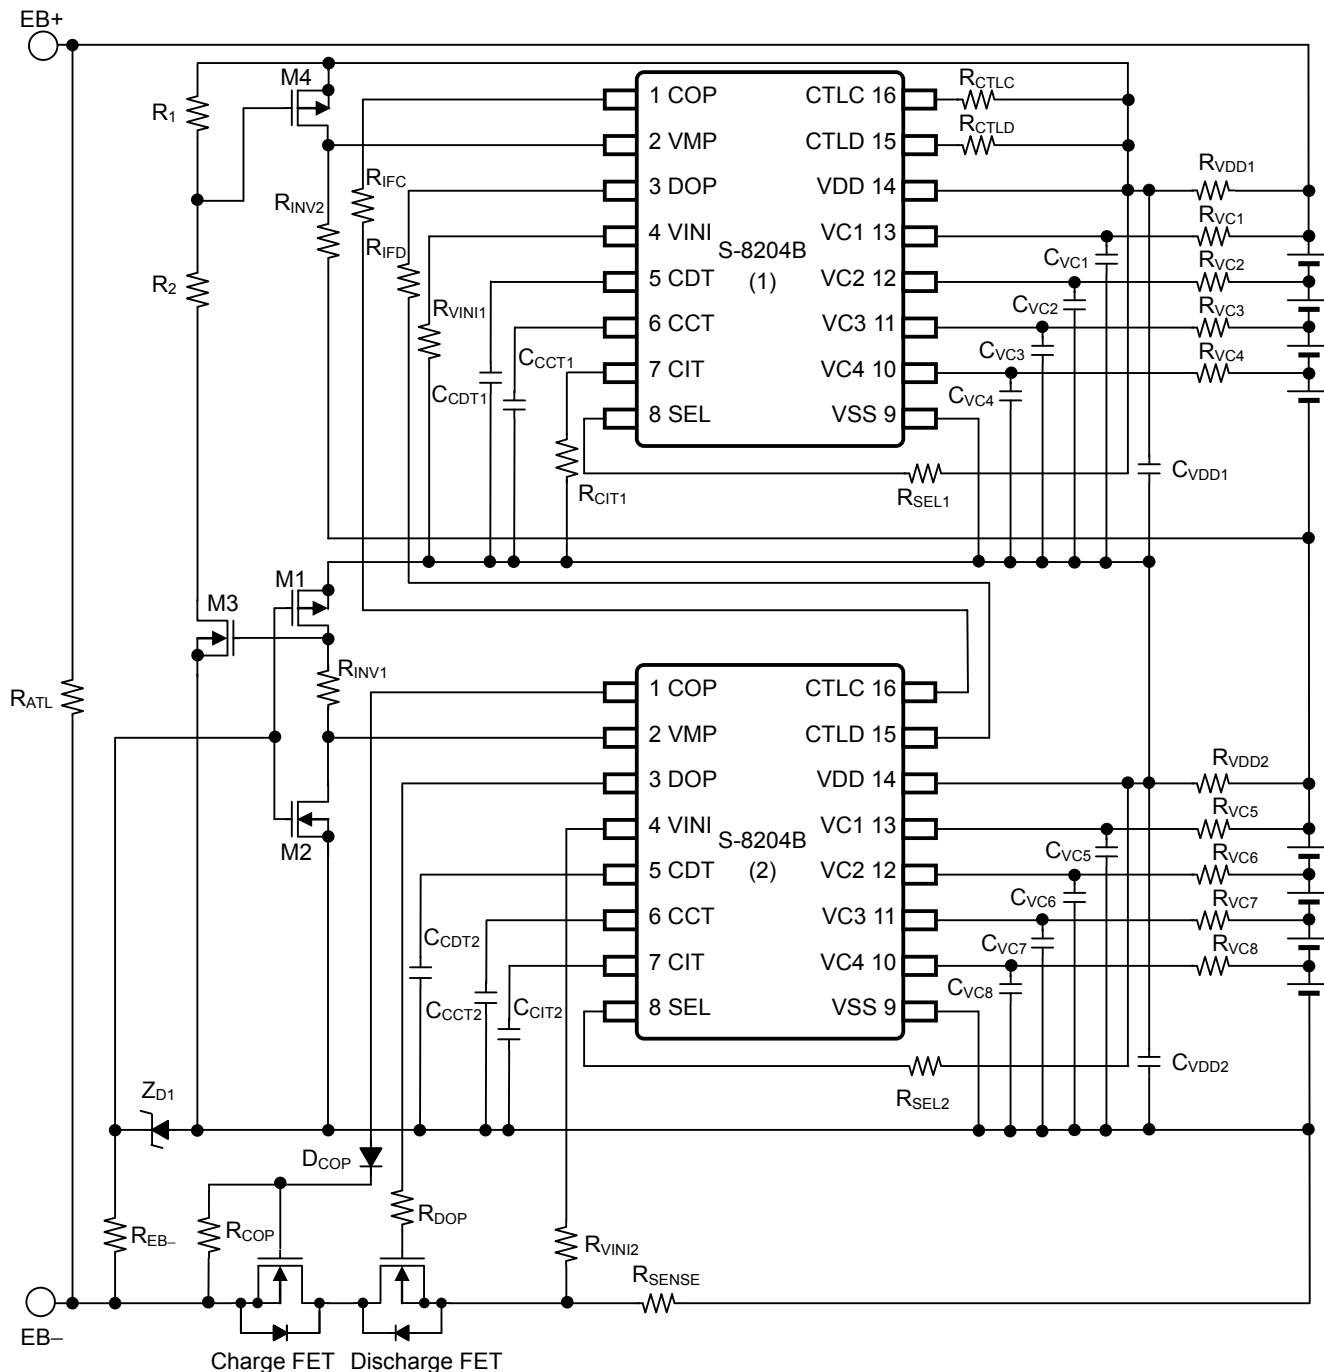 EB+
M4
R1
RINV2
R2
RIFC
RIFD
RVINI1
CCDT1
CCCT1
RCIT1
1 COP
2 VMP
3 DOP
4 VINI
5 CDT
6 CCT
7 CIT
8 SEL
S-8204B
(1)
CTLC 16
CTLD 15
VDD 14
VC1 13
VC2 12
VC3 11
VC4 10
VSS 9
RCTLC
RCTLD
RVDD1
RVC1
RVC2
RVC3
RVC4
CVC1
CVC2
CVC3
CVC4
CVDD1
RSEL1
M1
M3
RINV1
RATL
M2
1 COP
2 VMP
3 DOP
4 VINI
5 CDT
6 CCT
7 CIT
8 SEL
S-8204B
(2)
CTLC 16
CTLD 15
VDD 14
VC1 13
VC2 12
VC3 11
VC4 10
VSS 9
RVDD2
RVC5
RVC6
RVC7
RVC8
CVC5
CVC6
CVC7
CVC8
CVDD2
RSEL2
CCDT2
CCCT2
CCIT2
ZD1
DCOP
REB−
RCOP
RDOP
RVINI2
RSENSE
EB−
Charge FET
Discharge FET